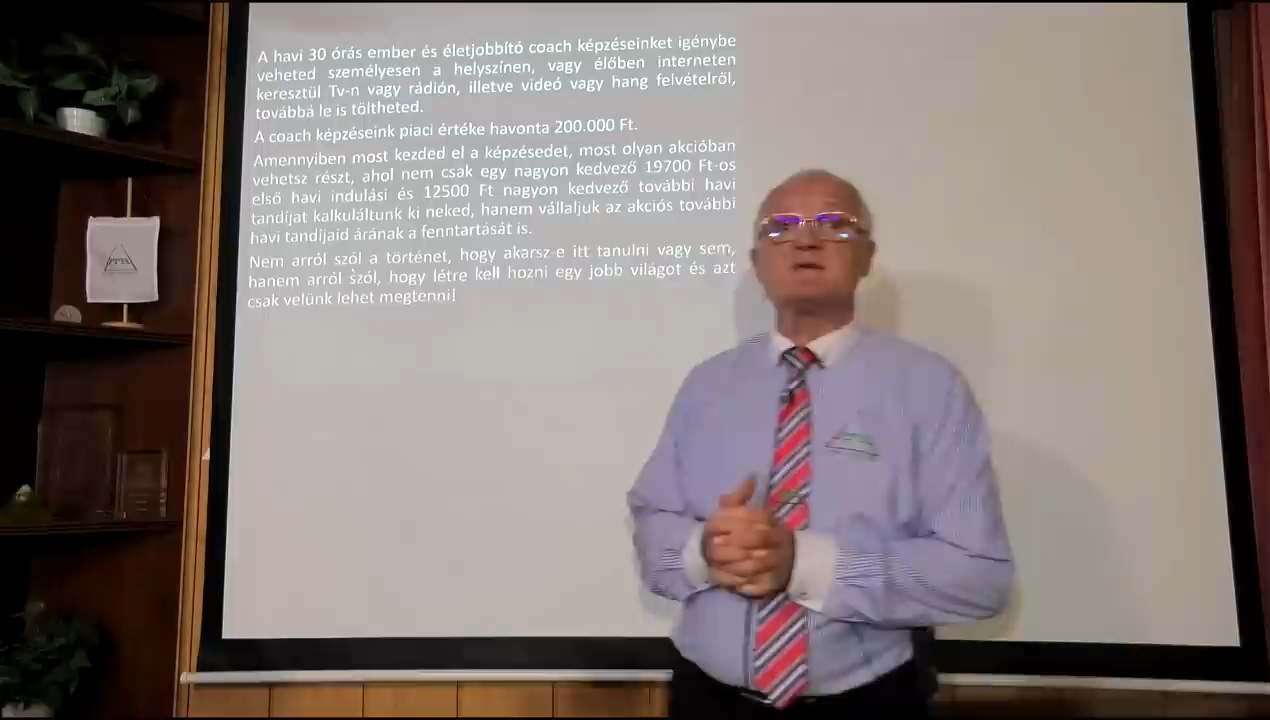 A havi 30 órás ember és életjobbító coach képzéseinket igénybe
veheted személyesen a helyszínen, vagy élőben interneten
keresztül Tv-n vagy rádión, illetve videó vagy hang felvételről,
továbbá le is töltheted.
A coach képzéseink piaci értéke havonta 200.000 Ft.
Amennyiben most kezded el a képzésedet, most olyan akcióban
vehetsz részt, ahol nem csak egy nagyon kedvező 19700 Ft-os
első havi indulási és 12500 Ft nagyon kedvező további havi
tandíjat kalkuláltunk ki neked, hanem vállaljuk az akciós további
havi tandíjaid árának a fenntartását is.
Nem arról szól a történet, hogy akarsz-e itt tanulni vagy sem,
hanem arról szól, hogy létre kell hozni egy jobb világot és azt
csak velünk lehet megtenni!